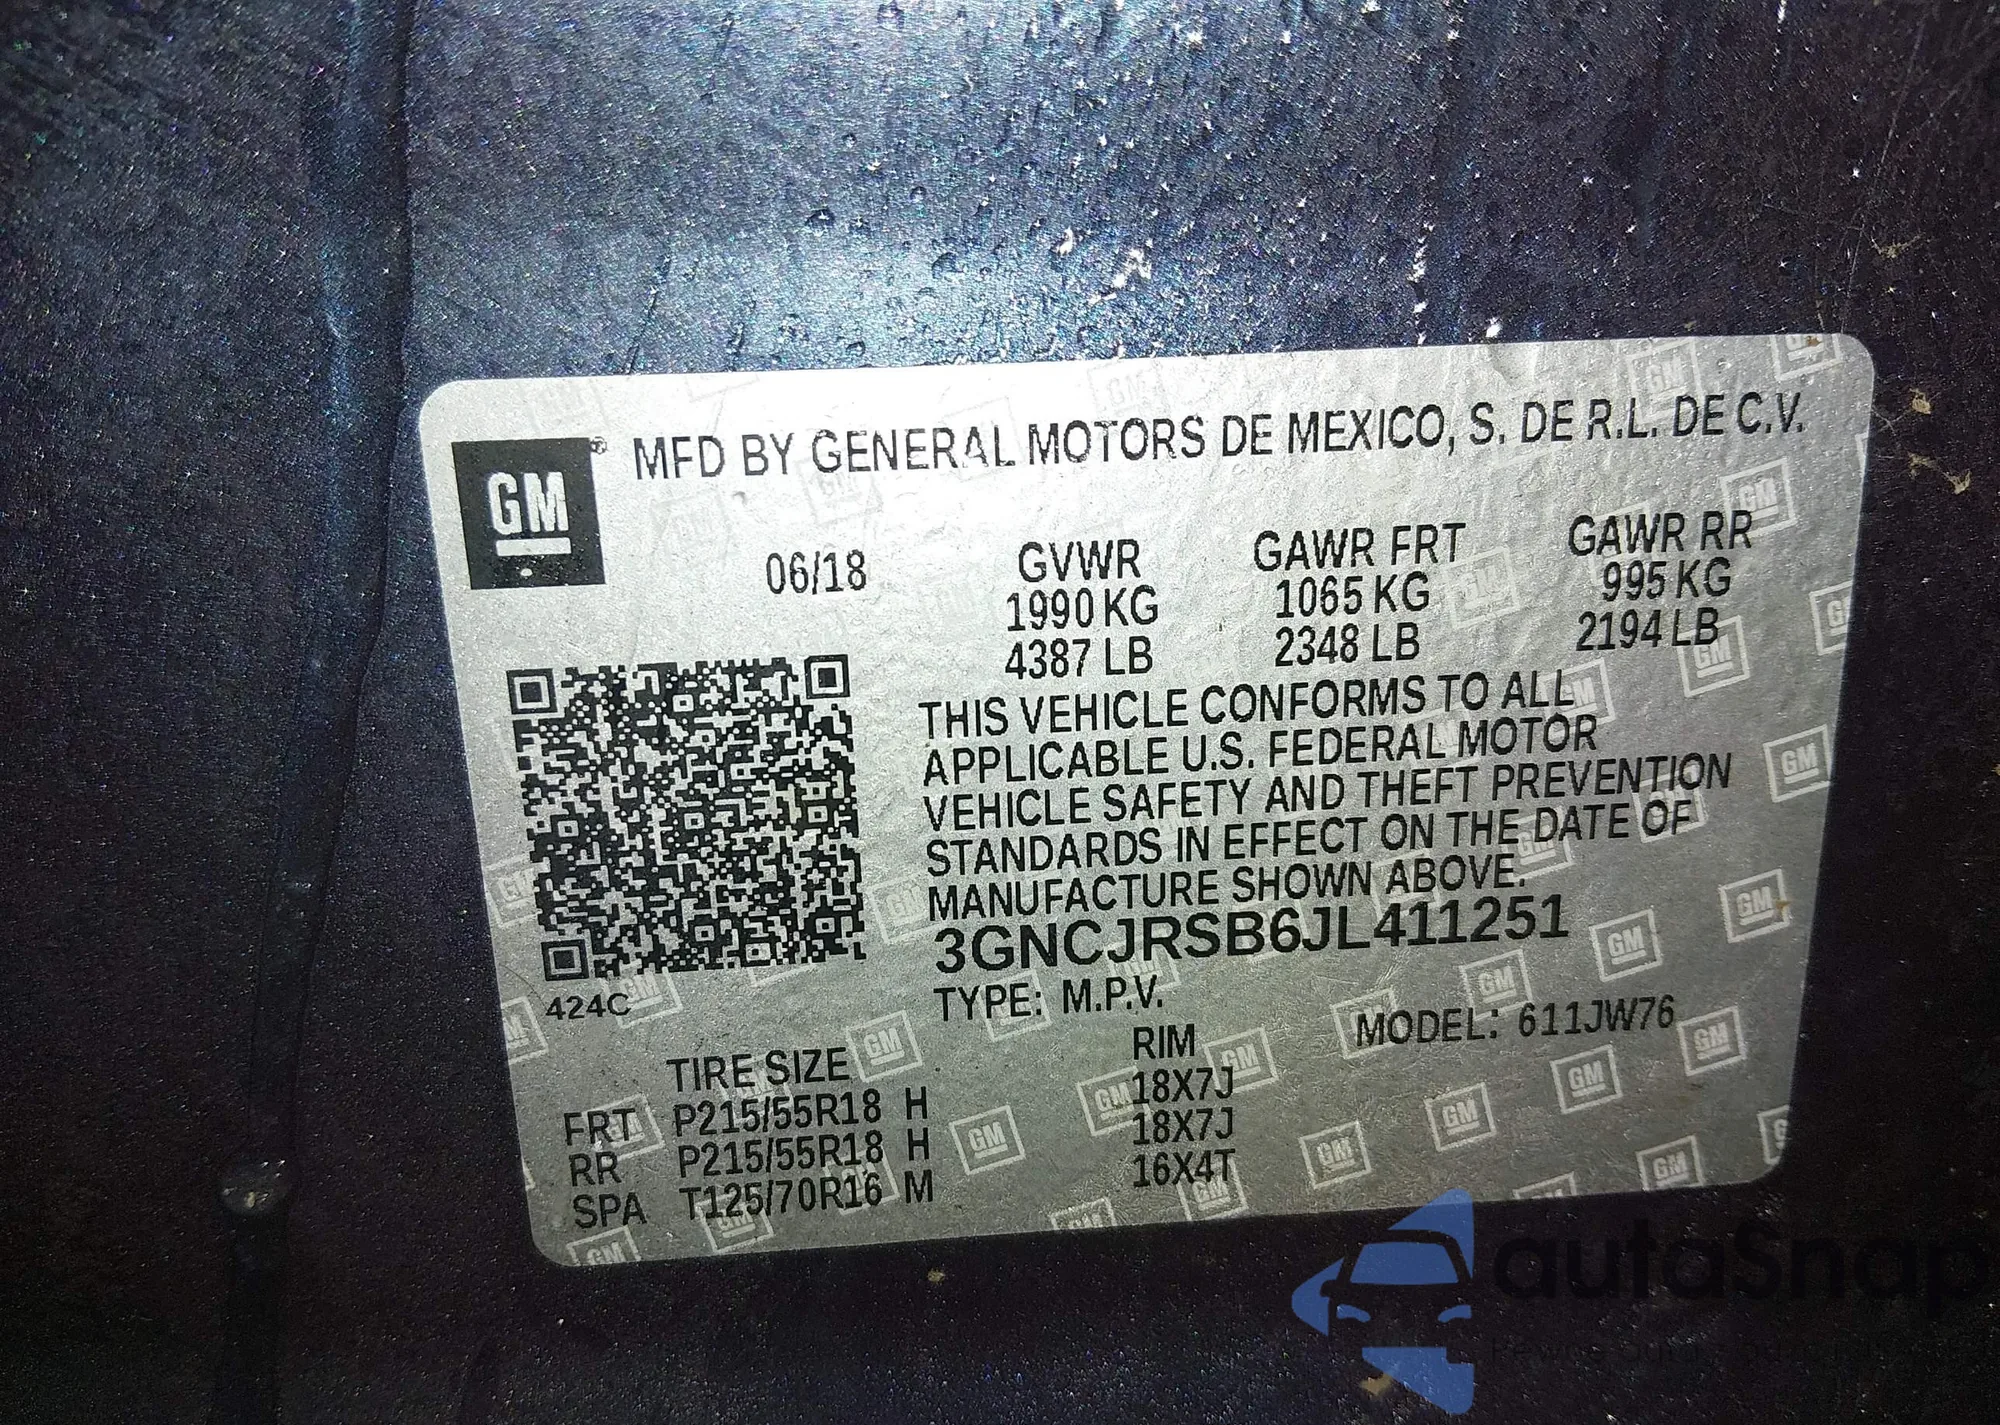 GM® MFD BY GENERAL MOTORS DE MEXICO, S. DE R.L. DE C.V.
06/18 GVWR GAWR FRT GAWR RR
1990 KG 1065 KG 995 KG
4387 LB 2348 LB 2194 LB
THIS VEHICLE CONFORMS TO ALL
APPLICABLE U.S. FEDERAL MOTOR
VEHICLE SAFETY AND THEFT PREVENTION
STANDARDS IN EFFECT ON THE DATE OF
MANUFACTURE SHOWN ABOVE.
3GNCJRSB6JL411251
424C TYPE: M.P.V. MODEL: 611JW76
TIRE SIZE RIM
FRT P215/55R18 H 18X7J
RR P215/55R18 H 18X7J
SPA T125/70R16 M 16X4T
autaSnap